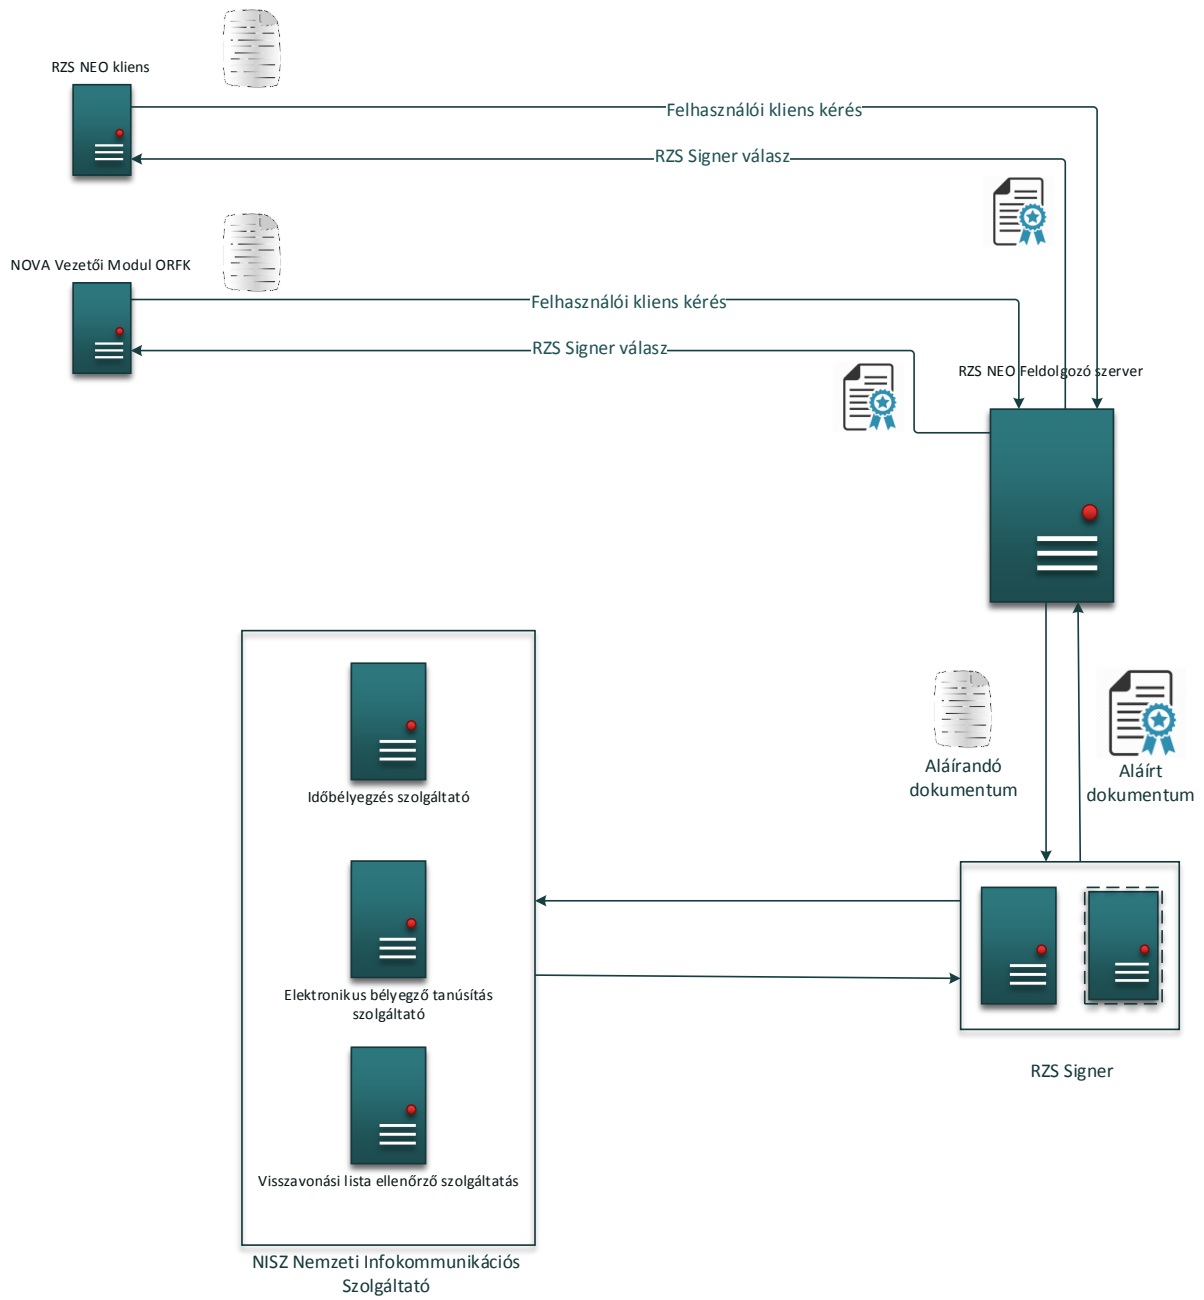 RZS NEO kliens
Felhasználói kliens kérés
RZS Signer válasz
NOVA Vezetői Modul ORFK
Felhasználói kliens kérés
RZS Signer válasz
RZS NEO Feldolgozó szerver
Aláírandó
dokumentum
Aláírt
dokumentum
Időbélyegzés szolgáltató
Elektronikus bélyegző tanúsítás
szolgáltató
RZS Signer
Visszavonási lista ellenőrző szolgáltatás
NISZ Nemzeti Infokommunikációs
Szolgáltató